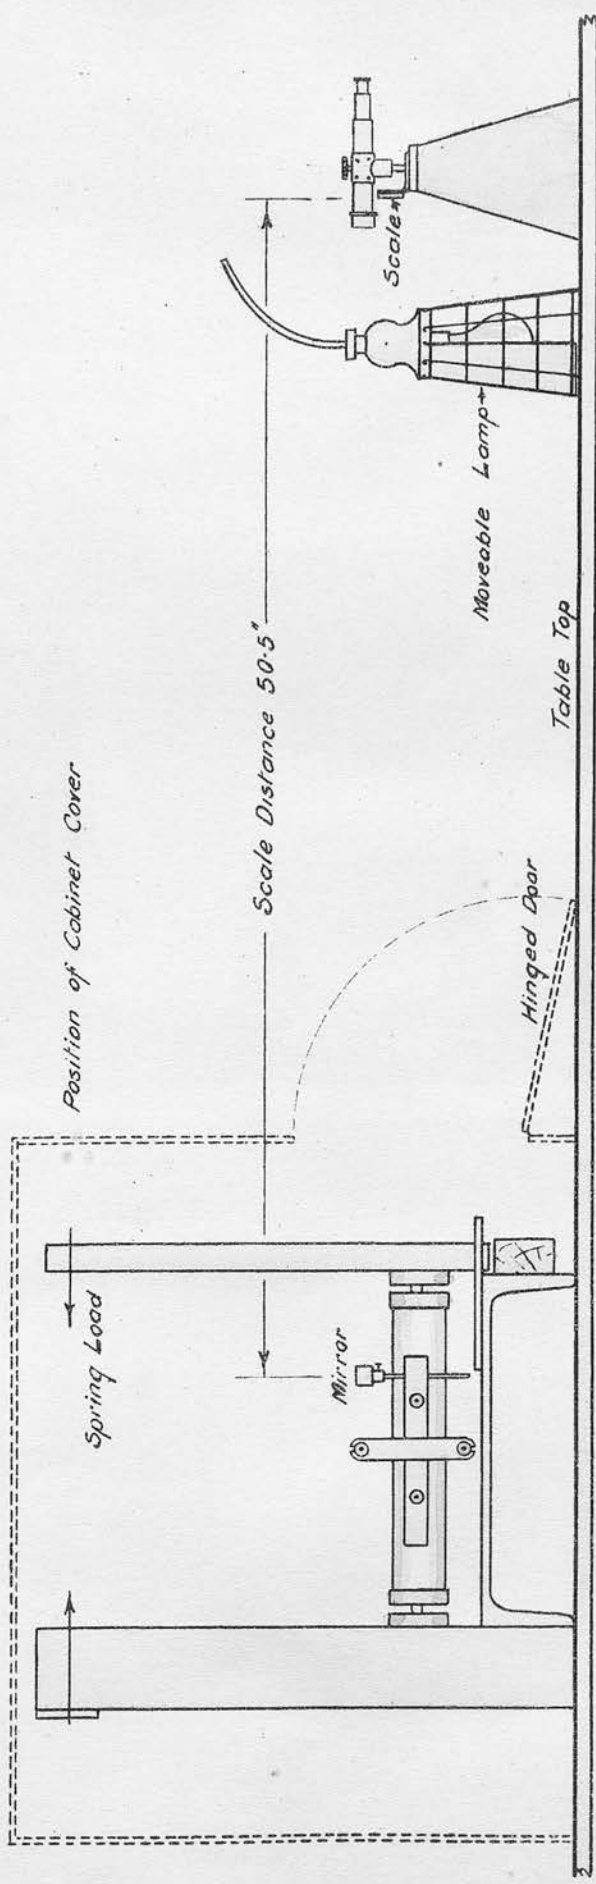 Position of Cabinet Cover
Spring Load
Scale Distance 50·5"
Mirror
Scale
Moveable Lamp
Hinged Door
Table Top